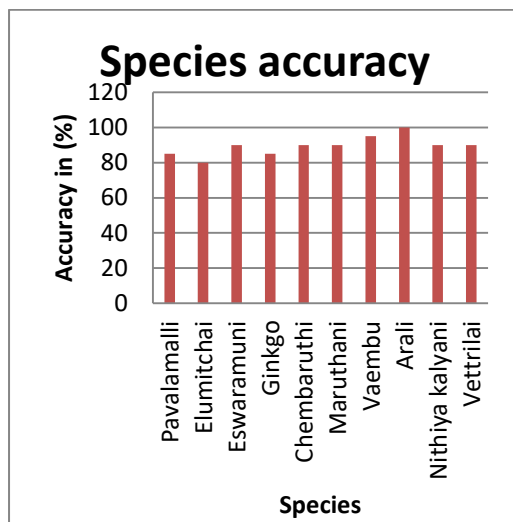 Species accuracy
Accuracy in (%)
120
100
80
60
40
20
0
Pavalamalli
Elumitchai
Eswaramuni
Ginkgo
Chembaruthi
Maruthani
Vaembu
Arali
Nithiya kalyani
Vettrilai
Species